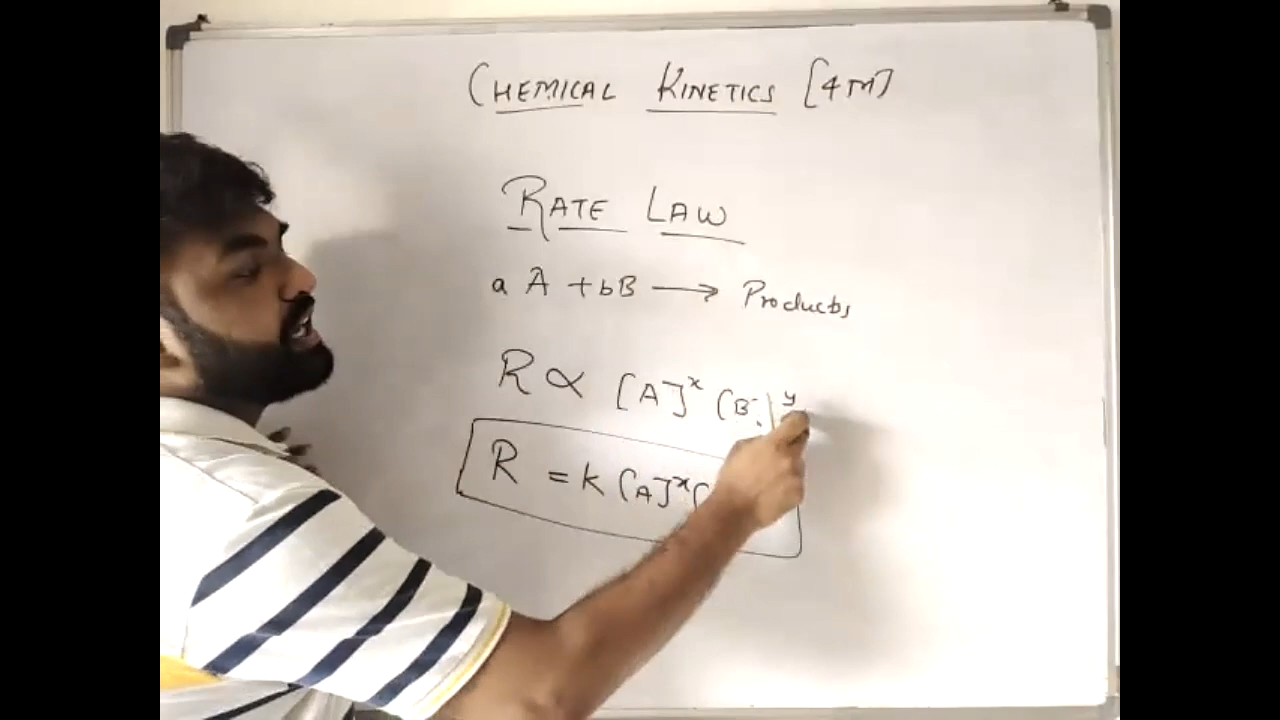 CHEMICAL KINETICS [4M]
RATE LAW
a A + bB → Products
R ∝ [A]^x [B]^y
R = k [A]^x [